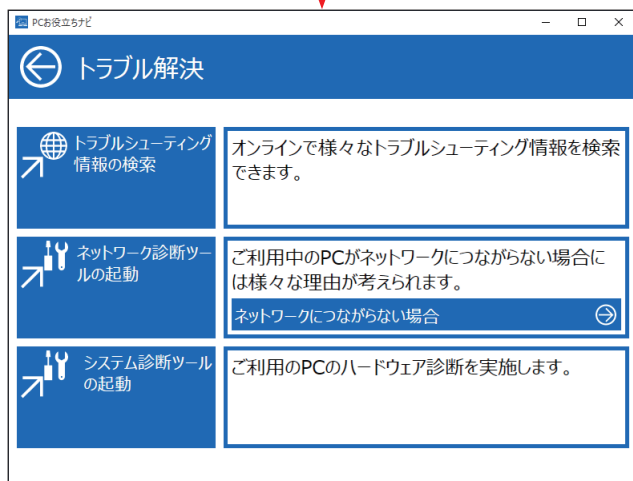 PCお役立ちナビ
トラブル解決
トラブルシューティング
情報の検索
オンラインで様々なトラブルシューティング情報を検索
できます。
ネットワーク診断ツー
ルの起動
ご利用中のPCがネットワークにつながらない場合に
は様々な理由が考えられます。
ネットワークにつながらない場合
システム診断ツール
の起動
ご利用のPCのハードウェア診断を実施します。